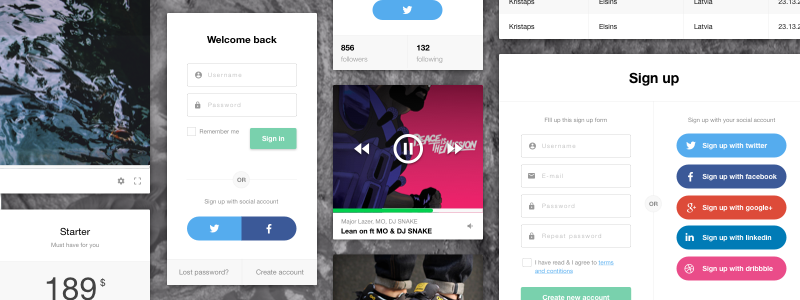 Starter
Must have for you
189 $
Welcome back
Username
Password
Remember me
Sign in
OR
Sign up with social account
Lost password?
Create account
856
followers
132
following
PEACE IS THE MISSION
Major Lazer, MO, DJ SNAKE
Lean on ft MO & DJ SNAKE
Kristaps
Elsins
Latvia
23.13.2
Kristaps
Elsins
Latvia
23.13.
Sign up
Fill up this sign up form
Username
E-mail
Password
Repeat password
I have read & I agree to terms
and contitions
Create new account
OR
Sign up with your social account
Sign up with twitter
Sign up with facebook
Sign up with google+
Sign up with linkedin
Sign up with dribbble